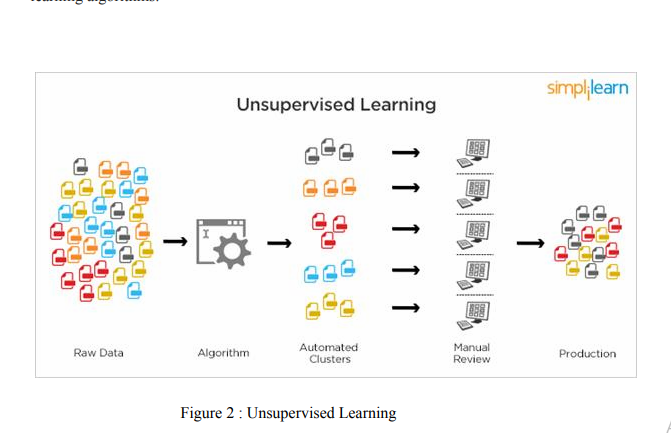 simplilearn
Unsupervised Learning
Raw Data
Algorithm
Automated
Clusters
Manual
Review
Production
Figure 2 : Unsupervised Learning